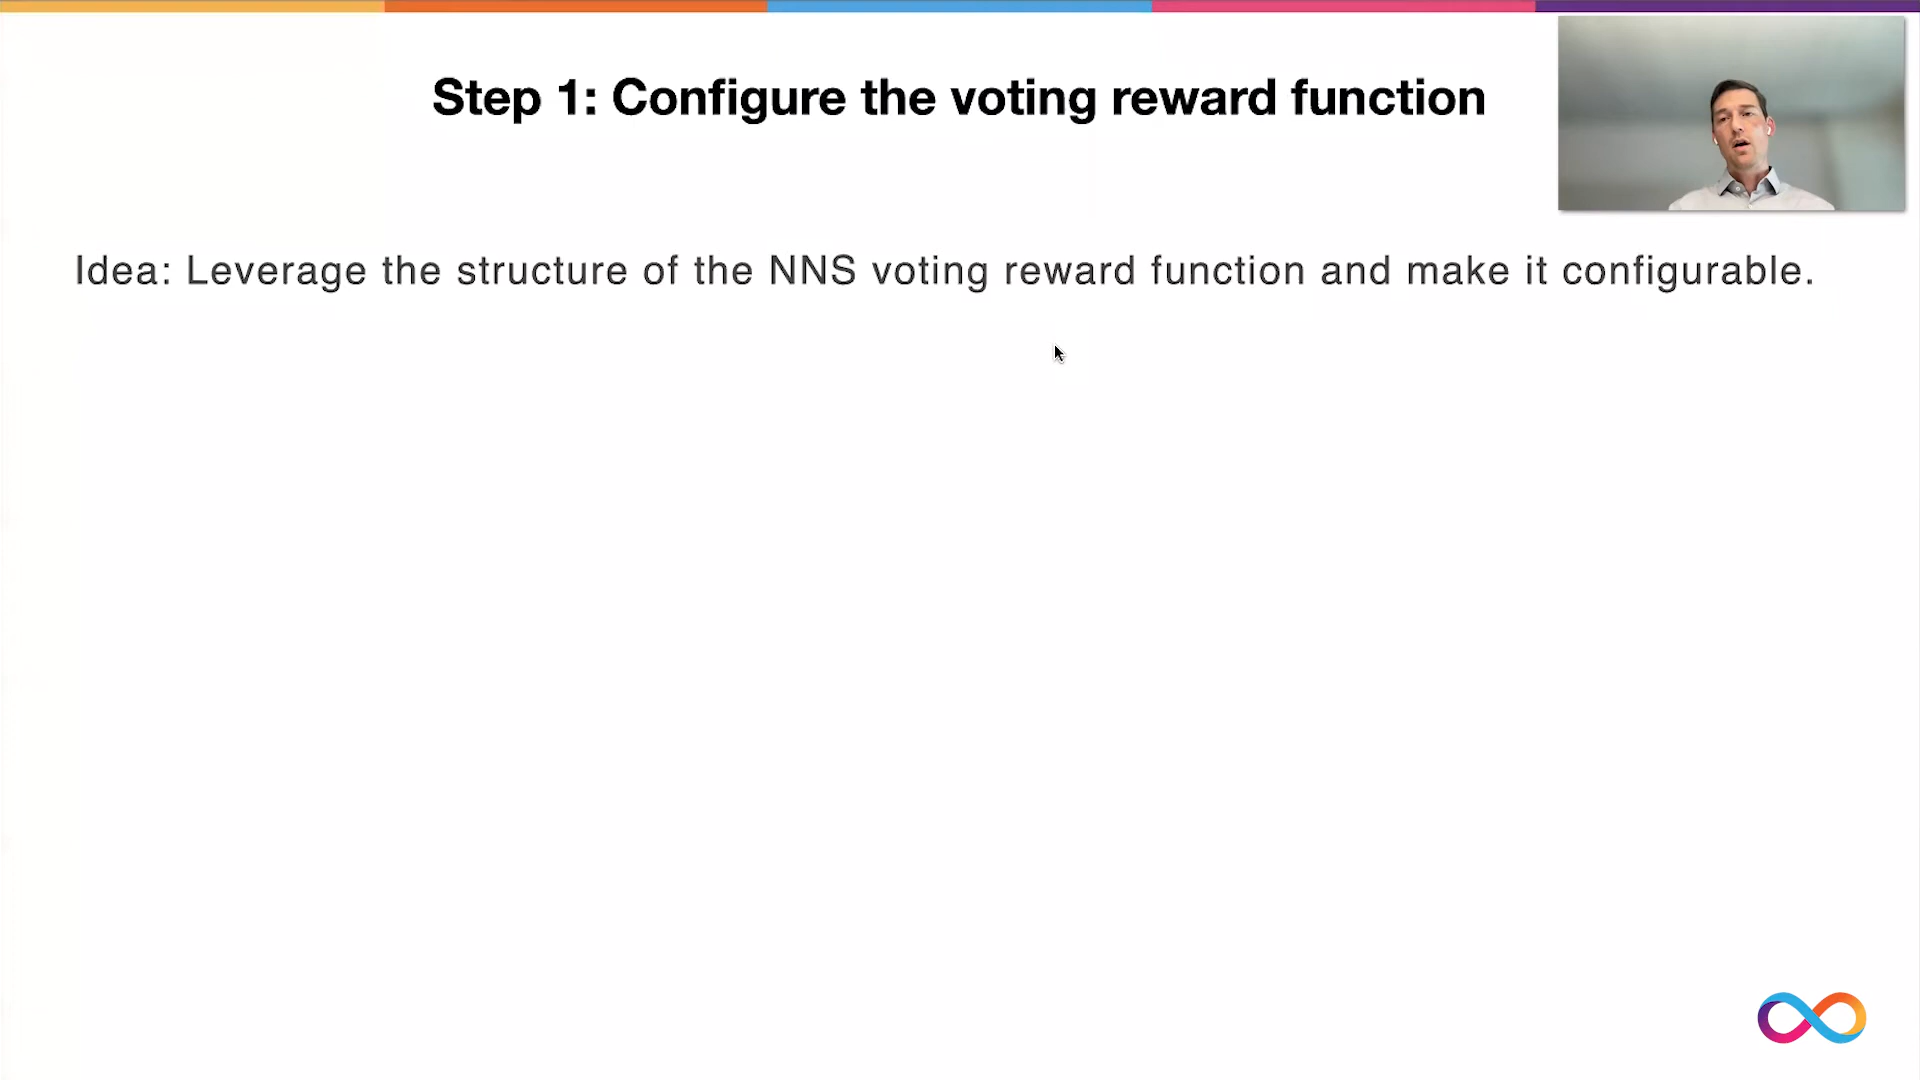 Step 1: Configure the voting reward function
Idea: Leverage the structure of the NNS voting reward function and make it configurable.